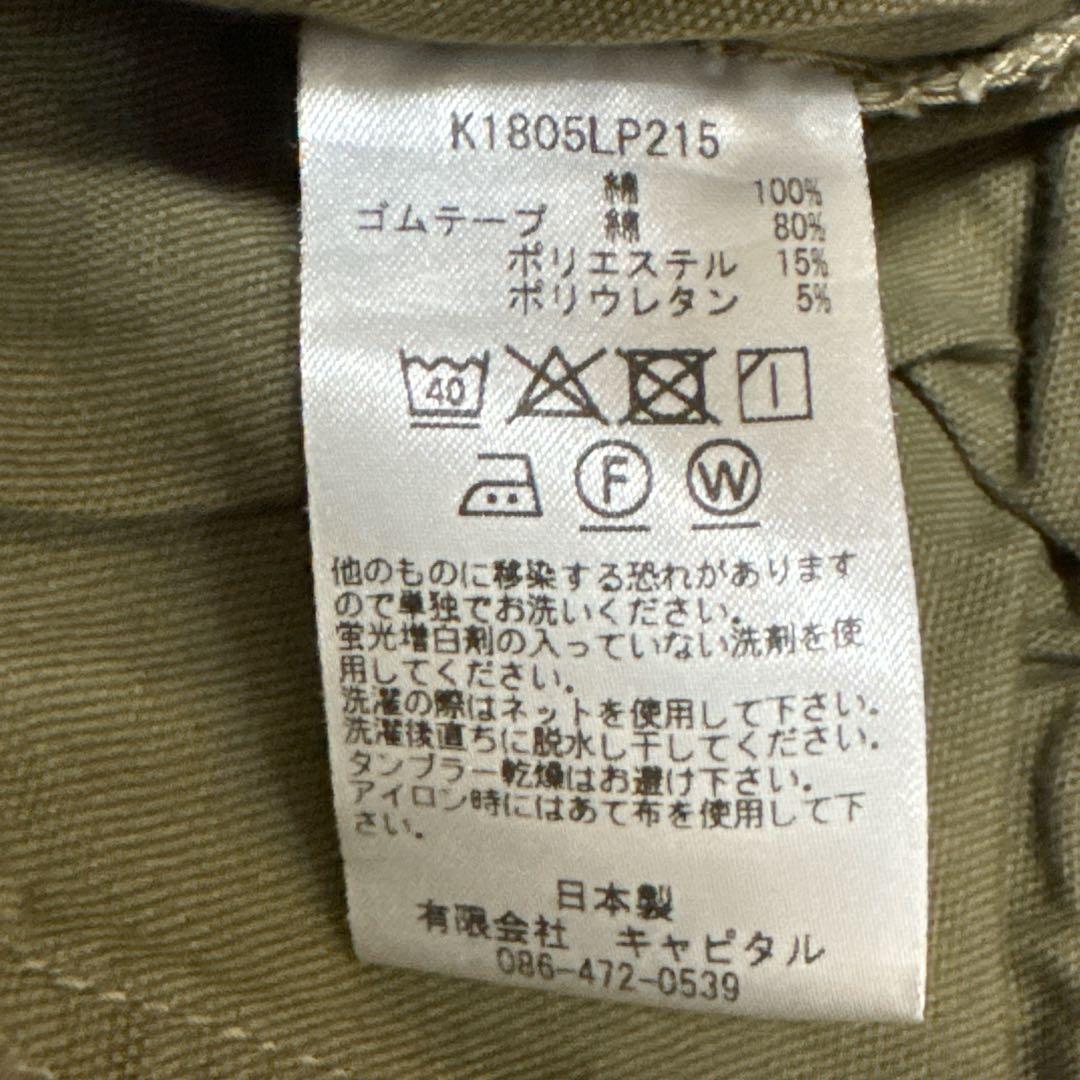 K1805LP215
綿 100%
ゴムテープ 綿 80%
ポリエステル 15%
ポリウレタン 5%
40
F W
他のものに移染する恐れがあります
ので単独でお洗いください。
蛍光増白剤の入っていない洗剤を使
用してください。
洗濯の際はネットを使用して下さい。
洗濯後直ちに脱水し干してください。
タンブラー乾燥はお避け下さい。
アイロン時にはあて布を使用して下
さい。
日本製
有限会社 キャピタル
086-472-0539